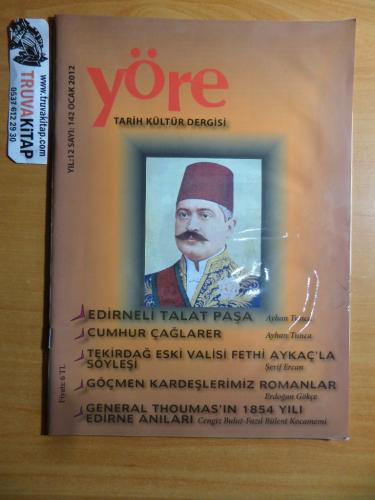 www.truvakitap.com
TRUVAKİTAP
0537 612 29 30
yöre
TARİH KÜLTÜR DERGİSİ
YIL:12 SAYI: 142 OCAK 2012
EDİRNELİ TALAT PAŞA Ayhan Tunca
CUMHUR ÇAĞLARER Ayhan Tunca
TEKİRDAĞ ESKİ VALİSİ FETHİ AYKAÇ'LA
SÖYLEŞİ Şerif Ercan
GÖÇMEN KARDEŞLERİMİZ ROMANLAR
Erdoğan Gökçe
GENERAL THOUMAS'IN 1854 YILI
EDİRNE ANILARI Cengiz Bulut-Fazıl Bülent Kocamemi
Fiyatı: 6 TL